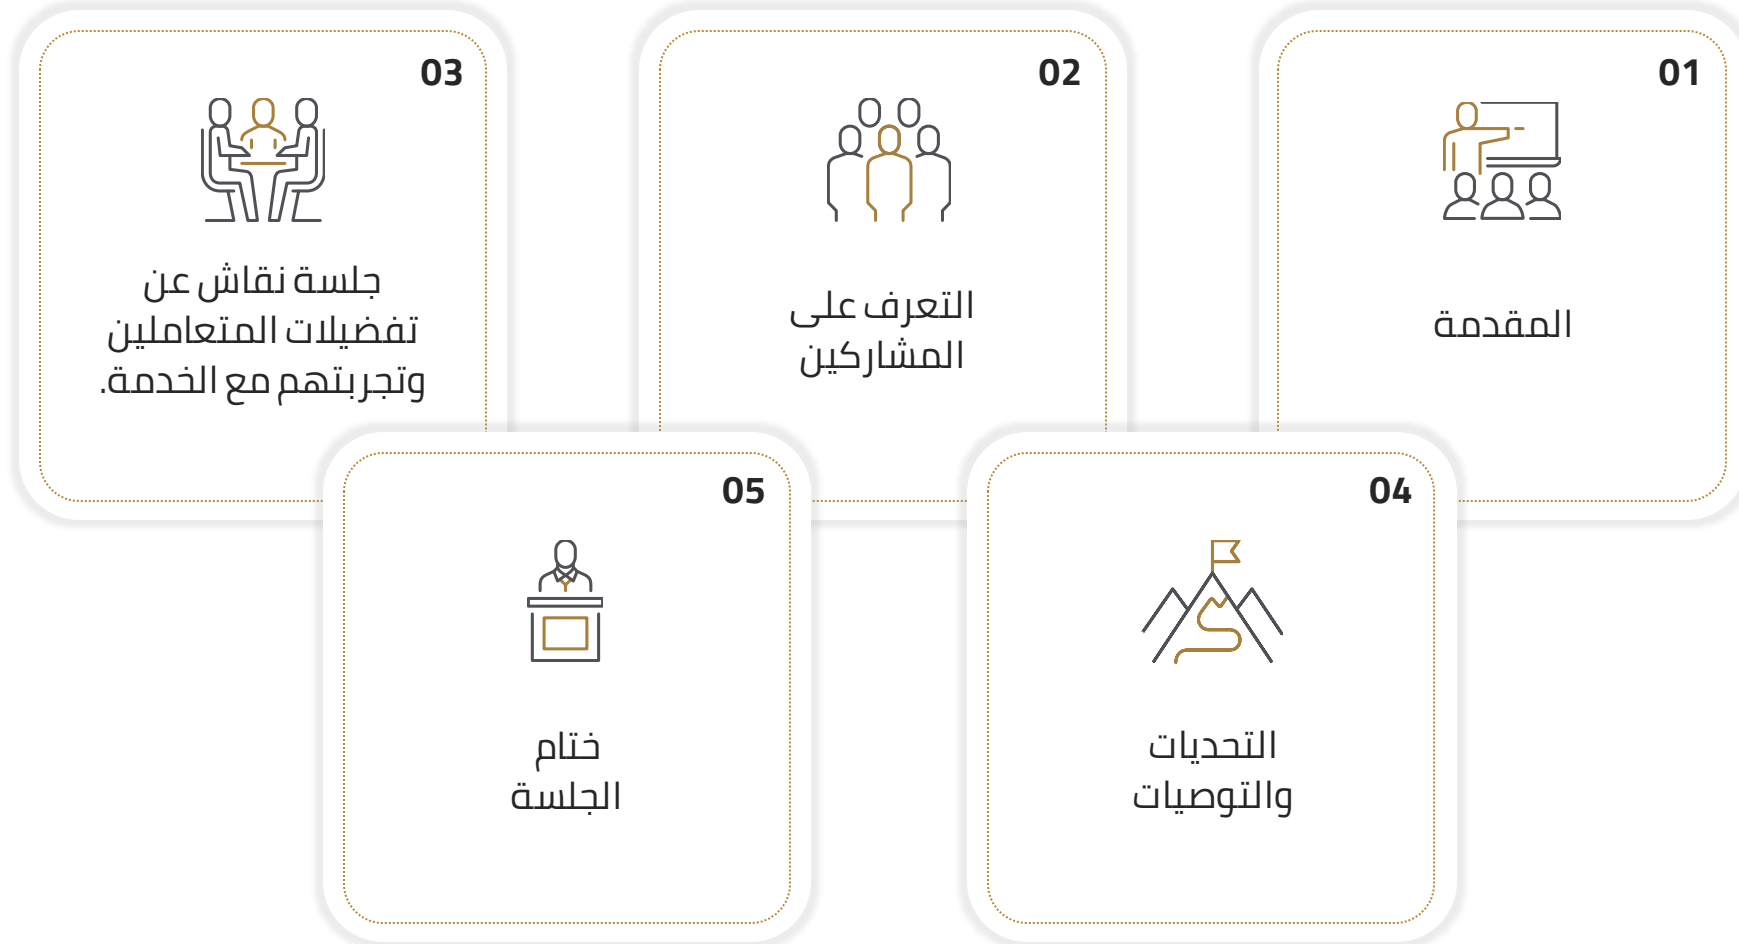 01
المقدمة
02
التعرف على
المشاركين
03
جلسة نقاش عن
تفضيلات المتعاملين
وتجربتهم مع الخدمة.
04
التحديات
والتوصيات
05
ختام
الجلسة